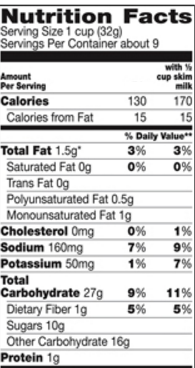 Nutrition Facts
Serving Size 1 cup (32g)
Servings Per Container about 9
Amount Per Serving with ½ cup skim milk
Calories 130 170
Calories from Fat 15 15
% Daily Value**
Total Fat 1.5g* 3% 3%
Saturated Fat 0g 0% 0%
Trans Fat 0g
Polyunsaturated Fat 0.5g
Monounsaturated Fat 1g
Cholesterol 0mg 0% 1%
Sodium 160mg 7% 9%
Potassium 50mg 1% 7%
Total
Carbohydrate 27g 9% 11%
Dietary Fiber 1g 5% 5%
Sugars 10g
Other Carbohydrate 16g
Protein 1g